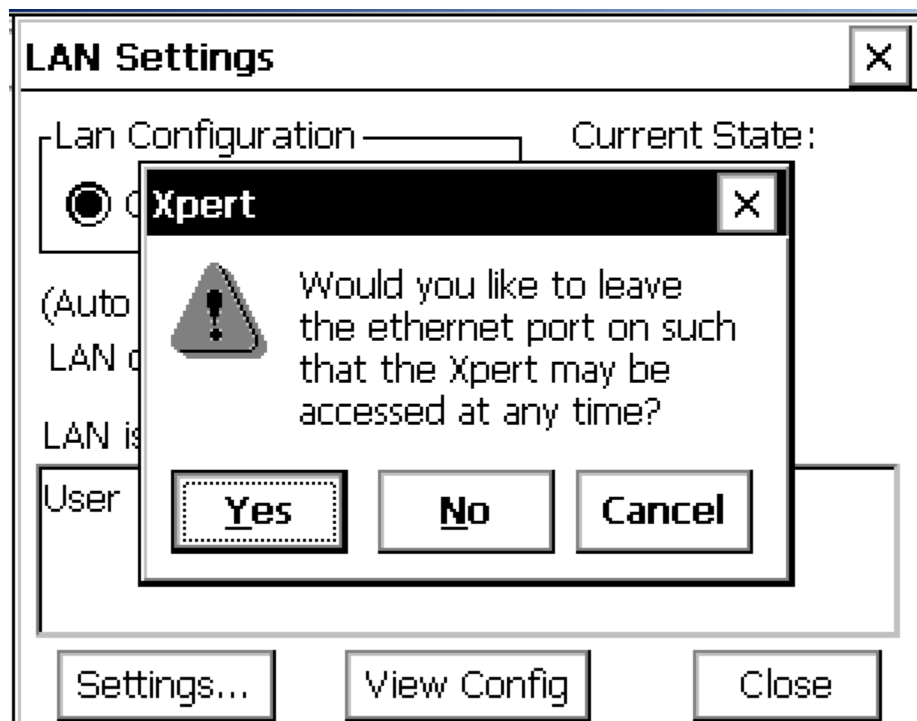 LAN Settings
Lan Configuration
Current State:
Xpert
Would you like to leave
the ethernet port on such
that the Xpert may be
accessed at any time?
Yes
No
Cancel
(Auto
LAN
LAN is
User
Settings...
View Config
Close